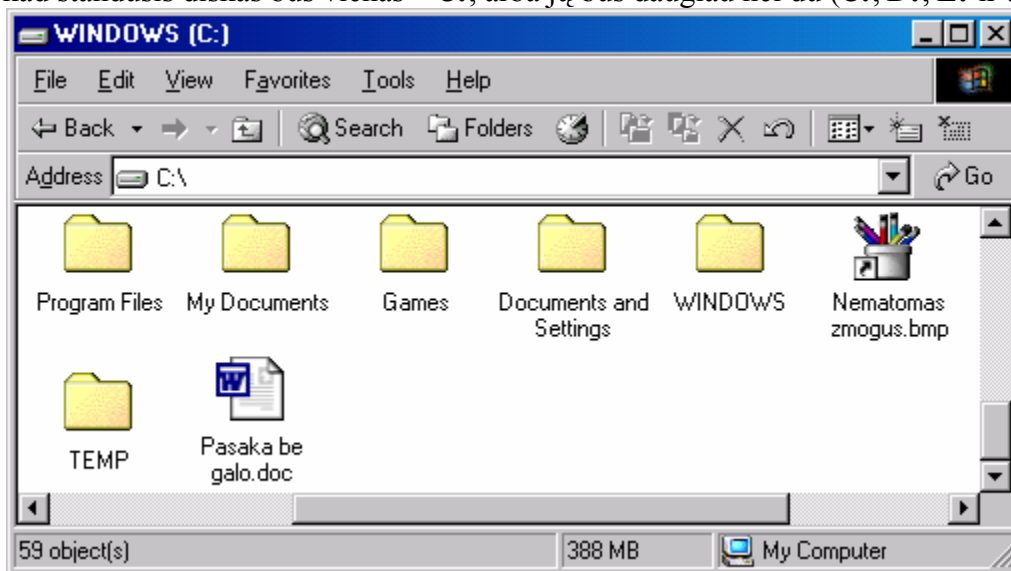 WINDOWS (C:)
File Edit View Favorites Tools Help
Back Search Folders
Address C:\ Go
Program Files My Documents Games Documents and Settings WINDOWS Nematomas zmogus.bmp
TEMP Pasaka be galo.doc
59 object(s) 388 MB My Computer